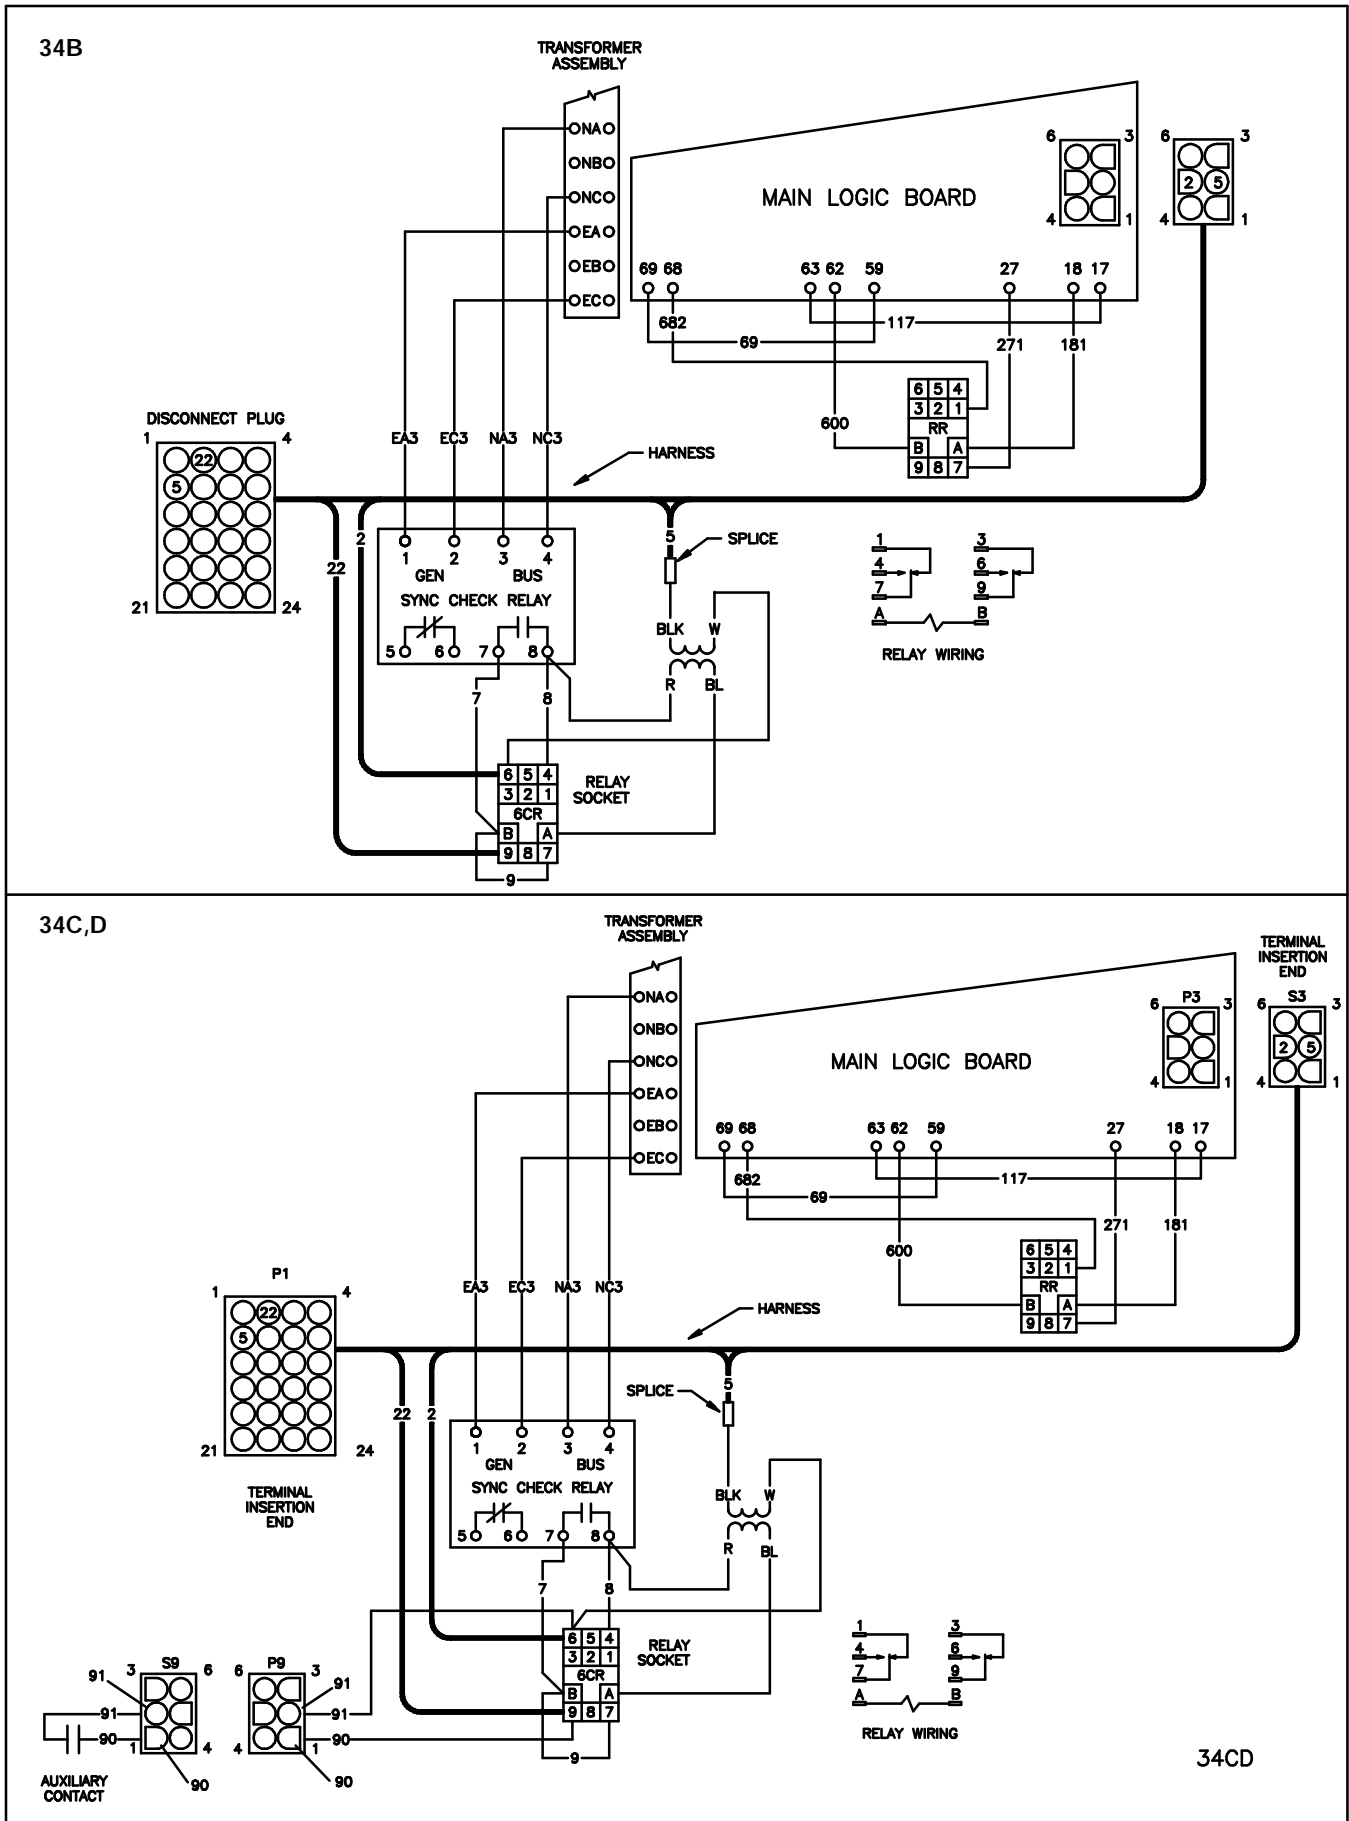 34B
TRANSFORMER
ASSEMBLY
NA
NB
NC
EA
EB
EC
MAIN LOGIC BOARD
6 3
4 1
6 3
2 5
4 1
69 68 63 62 59 27 18 17
682 117
69 271 181
6 5 4
3 2 1
RR
B A
9 8 7
600
DISCONNECT PLUG
1 4
22
5
21 24
EA3 EC3 NA3 NC3
HARNESS
2
22
5
SPLICE
1 2 3 4
GEN BUS
SYNC CHECK RELAY
5 6 7 8
BLK W
R BL
7 8
6 5 4
3 2 1
6CR
B A
9 8 7
9
RELAY
SOCKET
1 3
4 6
7 9
A B
RELAY WIRING
34C,D
TRANSFORMER
ASSEMBLY
NA
NB
NC
EA
EB
EC
MAIN LOGIC BOARD
P3
6 3
4 1
TERMINAL
INSERTION
END
S3
6 3
2 5
4 1
69 68 63 62 59 27 18 17
682 117
69
600 271 181
6 5 4
3 2 1
RR
B A
9 8 7
P1
1 4
22
5
21 24
TERMINAL
INSERTION
END
EA3 EC3 NA3 NC3
HARNESS
22 2
5
SPLICE
1 2 3 4
GEN BUS
SYNC CHECK RELAY
5 6 7 8
BLK W
R BL
7 8
6 5 4
3 2 1
6CR
B A
9 8 7
9
RELAY
SOCKET
1 3
4 6
7 9
A B
RELAY WIRING
S9
3 6
91
91
90
1 4
90
P9
6 3
91
91
90
4 1
90
AUXILIARY
CONTACT
34CD